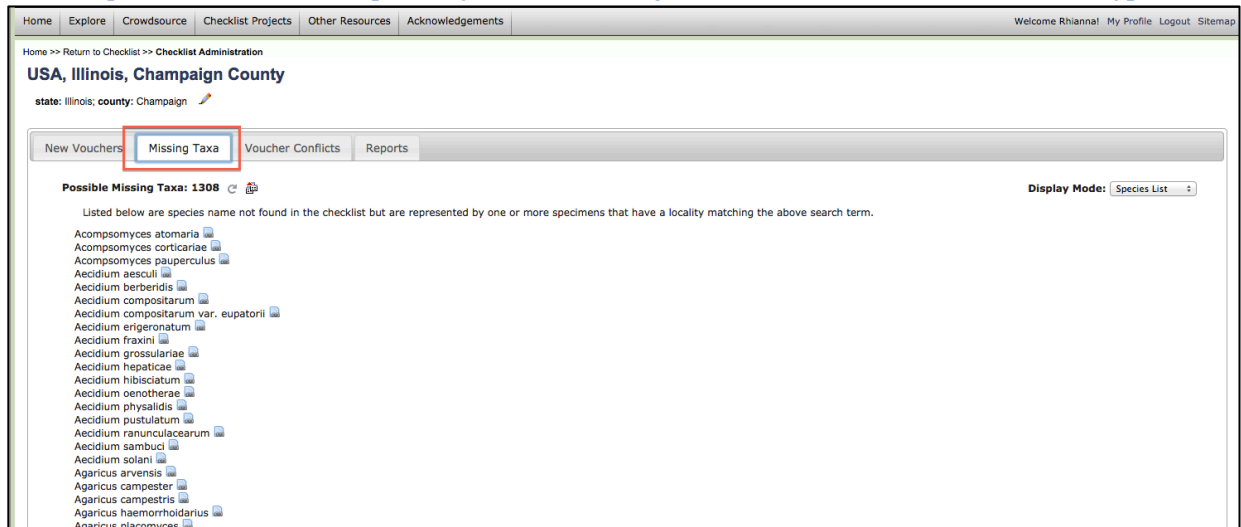 Home Explore Crowdsource Checklist Projects Other Resources Acknowledgements Welcome Rhianna! My Profile Logout Sitemap
Home >> Return to Checklist >> Checklist Administration
USA, Illinois, Champaign County
state: Illinois; county: Champaign
New Vouchers Missing Taxa Voucher Conflicts Reports
Possible Missing Taxa: 1308 Display Mode: Species List
Listed below are species name not found in the checklist but are represented by one or more specimens that have a locality matching the above search term.
Acompsomyces atomaria
Acompsomyces corticariae
Acompsomyces pauperculus
Aecidium aesculi
Aecidium berberidis
Aecidium compositarum
Aecidium compositarum var. eupatorii
Aecidium erigeronatum
Aecidium fraxini
Aecidium grossulariae
Aecidium hepaticae
Aecidium hibisciatum
Aecidium oenotherae
Aecidium physalidis
Aecidium pustulatum
Aecidium ranunculacearum
Aecidium sambuci
Aecidium solani
Agaricus arvensis
Agaricus campester
Agaricus campestris
Agaricus haemorrhoidarius
Agaricus placomyces